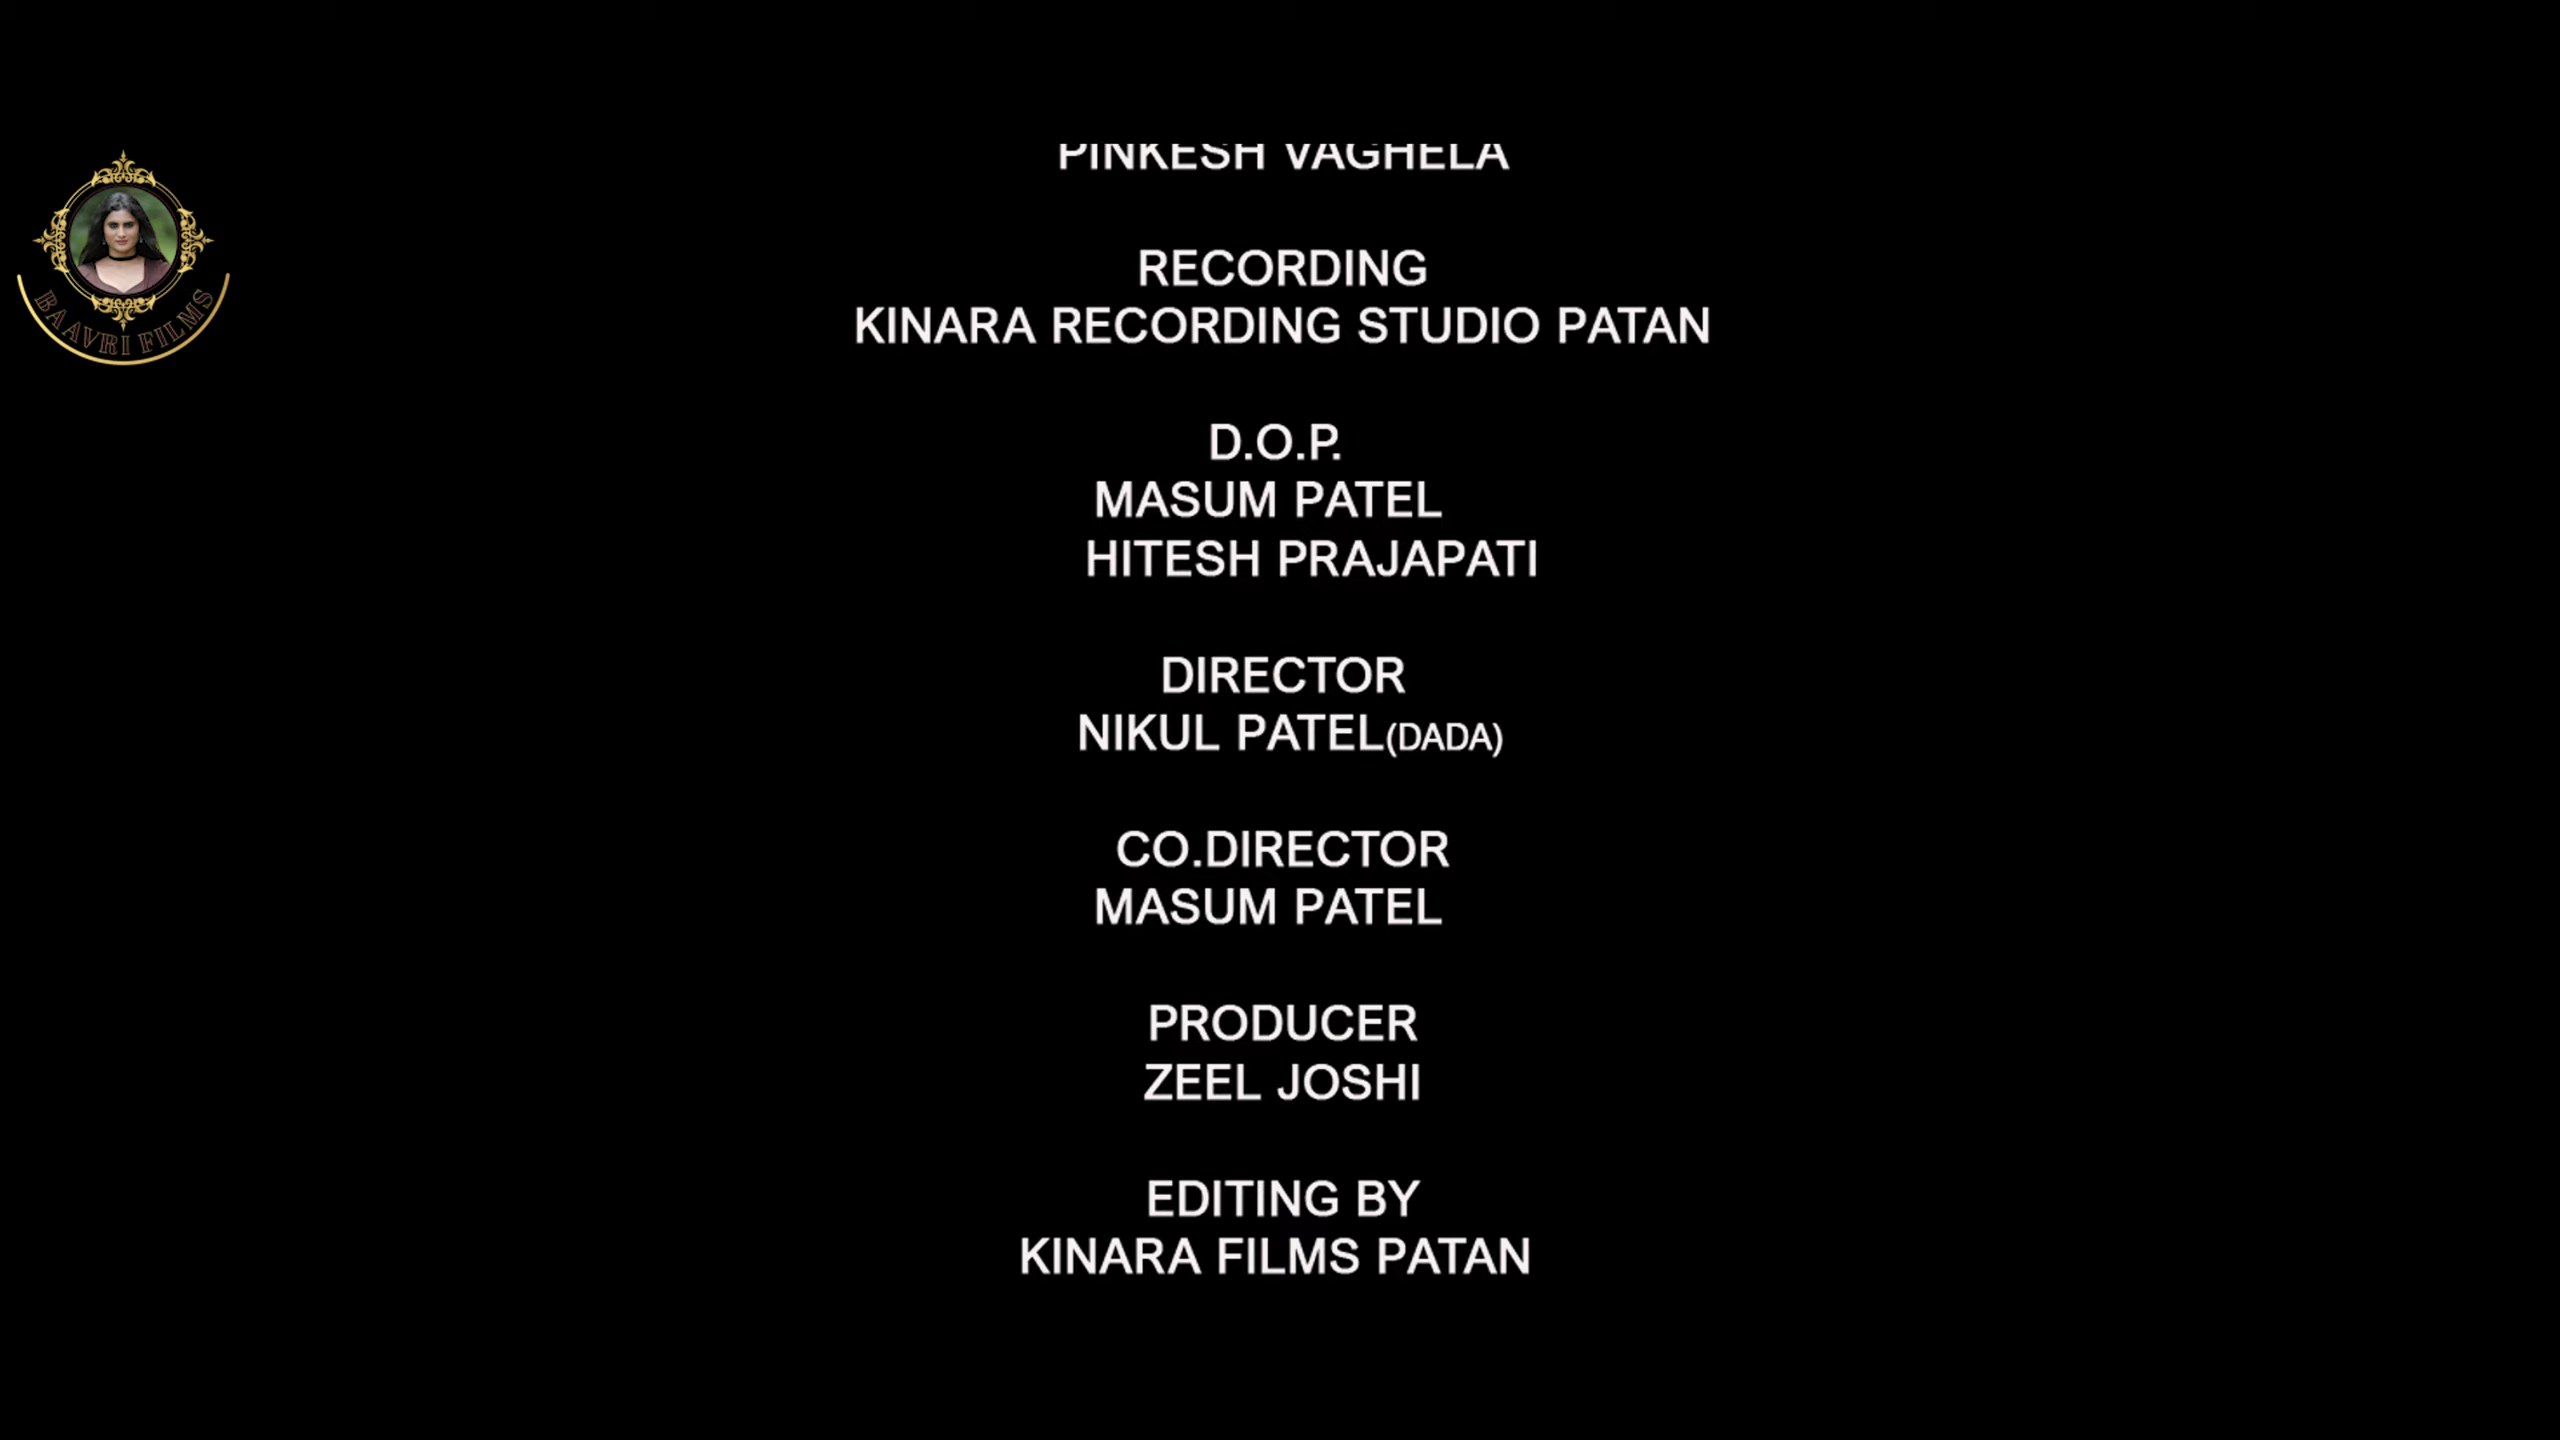 PINKESH VAGHELA
BAAVRI FILMS
RECORDING
KINARA RECORDING STUDIO PATAN
D.O.P.
MASUM PATEL
HITESH PRAJAPATI
DIRECTOR
NIKUL PATEL(DADA)
CO.DIRECTOR
MASUM PATEL
PRODUCER
ZEEL JOSHI
EDITING BY
KINARA FILMS PATAN